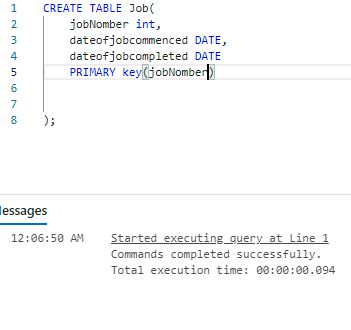 1 CREATE TABLE Job(
2 jobNomber int,
3 dateofjobcommenced DATE,
4 dateofjobcompleted DATE
5 PRIMARY key(jobNomber)
6
7
8 );
essages
12:06:50 AM Started executing query at Line 1
Commands completed successfully.
Total execution time: 00:00:00.094